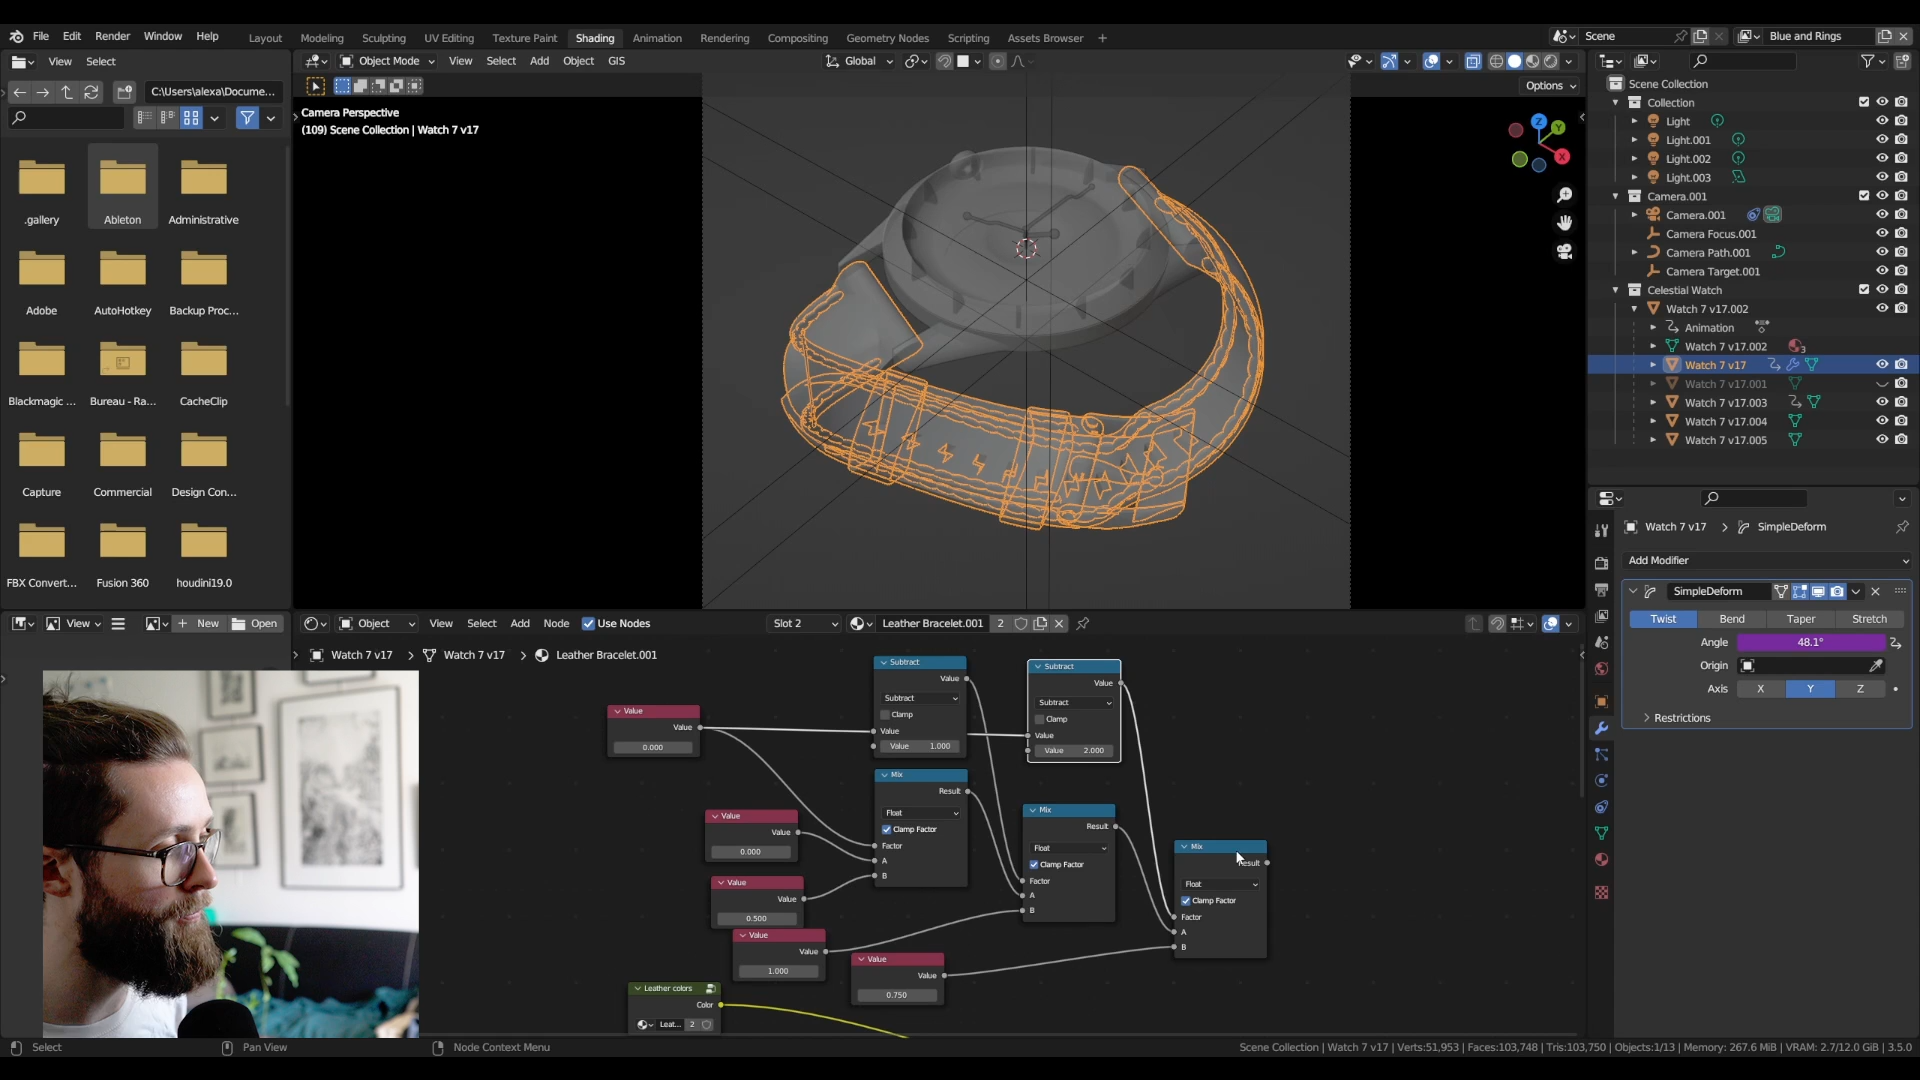 File Edit Render Window Help Layout Modeling Sculpting UV Editing Texture Paint Shading Animation Rendering Compositing Geometry Nodes Scripting Asset Browser + Scene Blue and Rings
View Select
C:\Users\alexa\Docume...
.gallery Ableton Administrative
Adobe AutoHotkey Backup Proc...
Blackmagic ... Bureau - Ra... CacheClip
Capture Commercial Design Con...
FBX Convert... Fusion 360 houdini19.0
View + New Open
Object Mode View Select Add Object GIS Global
Options
Camera Perspective
(109) Scene Collection | Watch 7 v17
Z Y X
Scene Collection
Collection
Light
Light.001
Light.002
Light.003
Camera.001
Camera.001
Camera Focus.001
Camera Path.001
Camera Target.001
Celestial Watch
Watch 7 v17.002
Animation
Watch 7 v17.002 3
Watch 7 v17
Watch 7 v17.001
Watch 7 v17.003
Watch 7 v17.004
Watch 7 v17.005
Watch 7 v17 > SimpleDeform
Add Modifier
SimpleDeform
Twist Bend Taper Stretch
Angle 48.1°
Origin
Axis X Y Z
> Restrictions
Object View Select Add Node Use Nodes Slot 2 Leather Bracelet.001 2
Watch 7 v17 > Watch 7 v17 > Leather Bracelet.001
Value
Value
0.000
Subtract
Value
Subtract
Clamp
Value
Value 1.000
Subtract
Value
Subtract
Clamp
Value
Value 2.000
Mix
Result
Float
Clamp Factor
Factor
A
B
Value
Value
0.000
Value
Value
0.500
Value
Value
1.000
Mix
Result
Float
Clamp Factor
Factor
A
B
Value
Value
0.750
Mix
Result
Float
Clamp Factor
Factor
A
B
Leather colors
Color
Leat... 2
Select Pan View Node Context Menu
Scene Collection | Watch 7 v17 | Verts:51,953 | Faces:103,748 | Tris:103,750 | Objects:1/13 | Memory: 267.6 MiB | VRAM: 2.7/12.0 GiB | 3.5.0